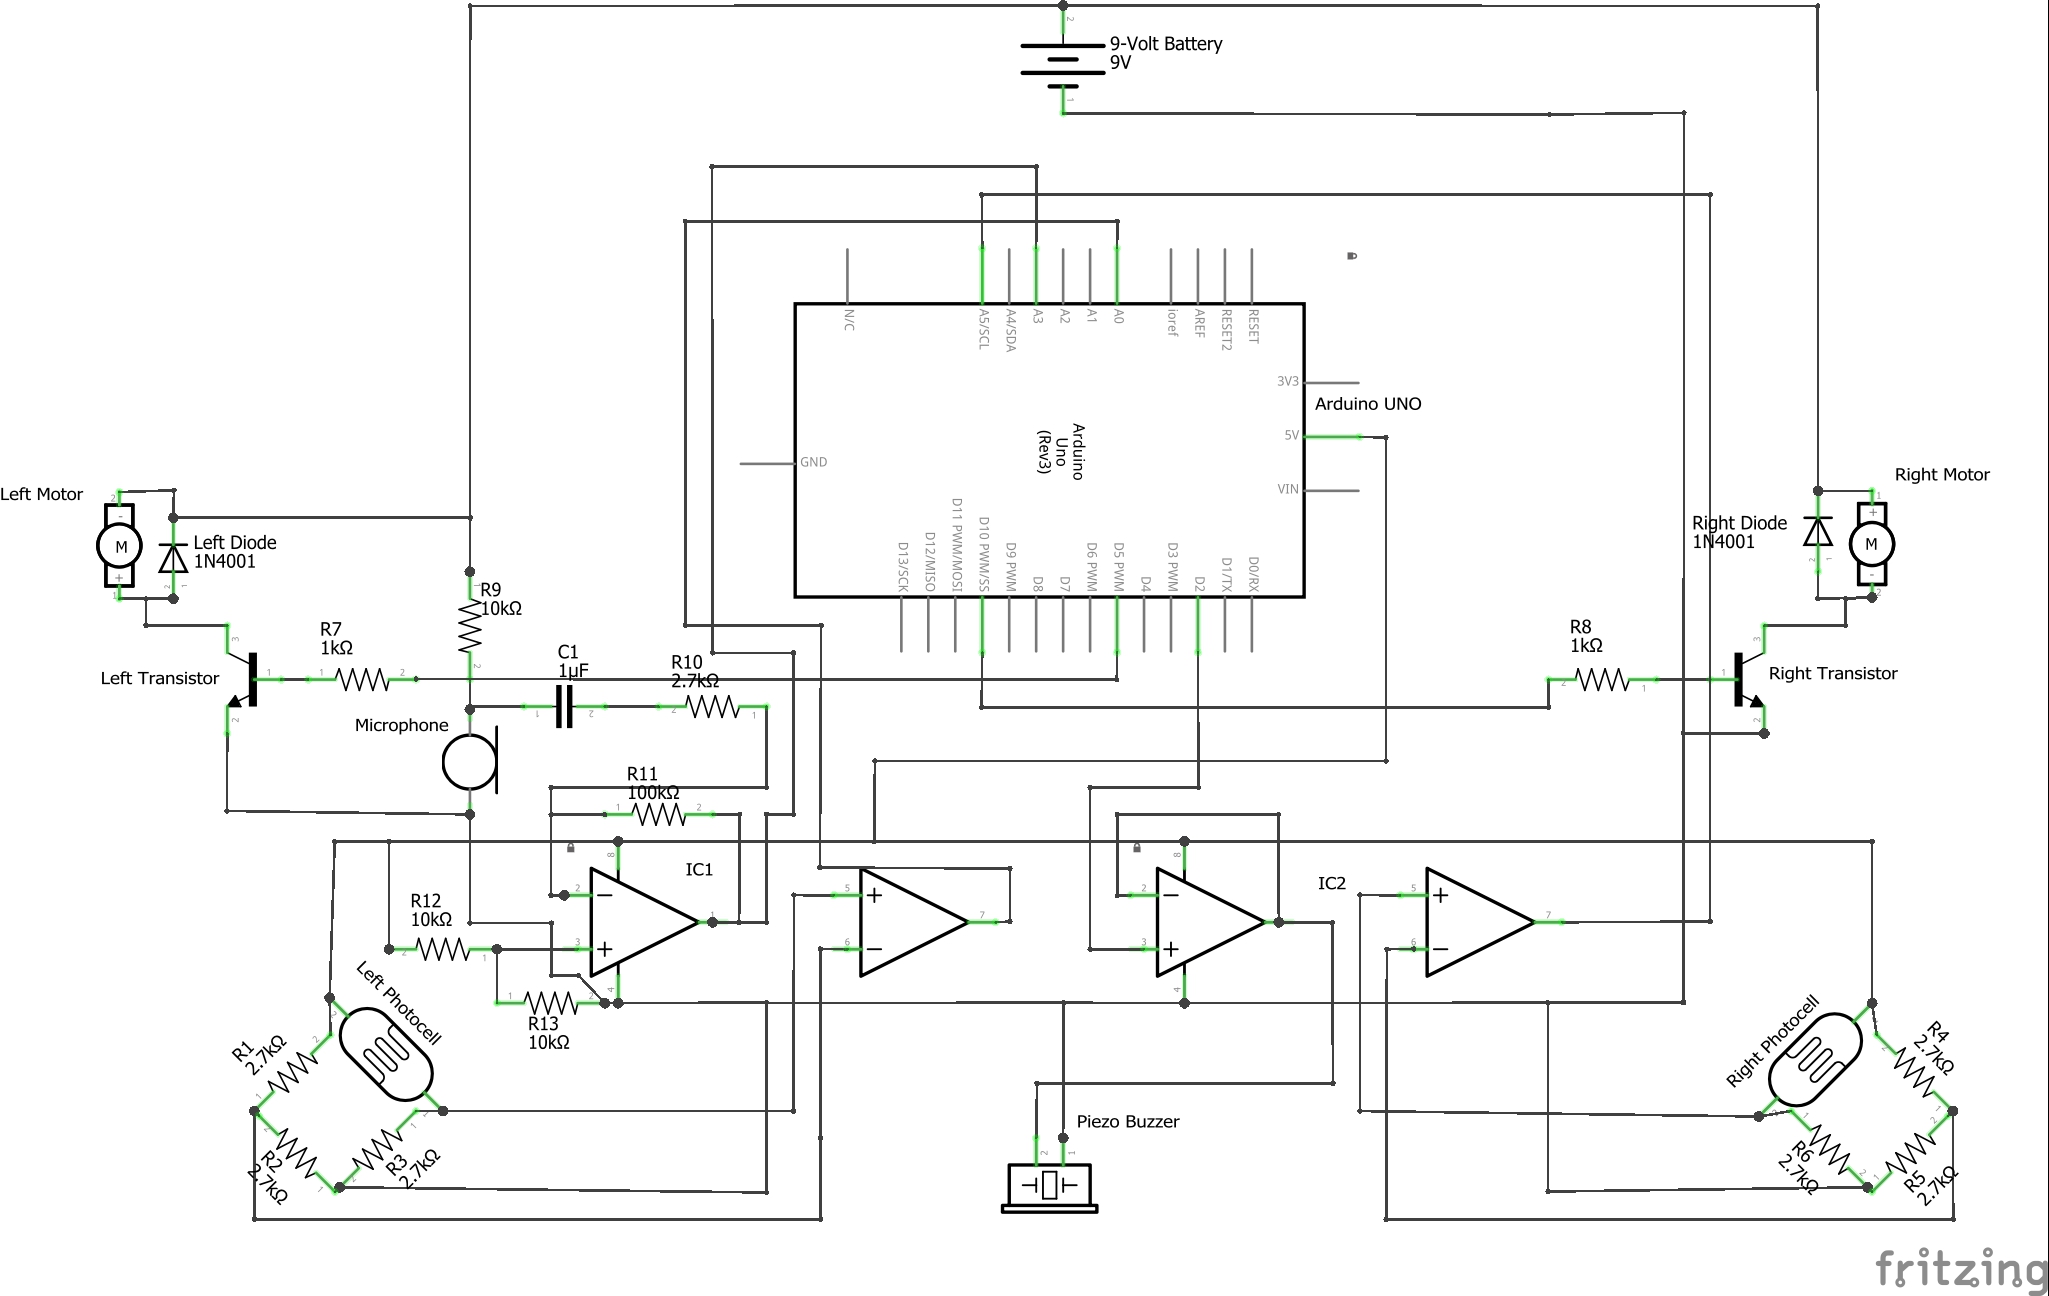 9-Volt Battery
9V
N/C
A5/SCL
A4/SDA
A3
A2
A1
A0
ioref
AREF
RESET2
RESET
3V3
Arduino UNO
5V
Arduino
Uno
(Rev3)
GND
VIN
D13/SCK
D12/MISO
D11 PWM/MOSI
D10 PWM/SS
D9 PWM
D8
D7
D6 PWM
D5 PWM
D4
D3 PWM
D2
D1/TX
D0/RX
Left Motor
M
Left Diode
1N4001
Right Motor
M
Right Diode
1N4001
R9
10kΩ
R7
1kΩ
Left Transistor
C1
1µF
R10
2.7kΩ
Microphone
R8
1kΩ
Right Transistor
R11
100kΩ
IC1
IC2
R12
10kΩ
R13
10kΩ
Left Photocell
R1
2.7kΩ
R2
2.7kΩ
R3
2.7kΩ
Piezo Buzzer
Right Photocell
R4
2.7kΩ
R6
2.7kΩ
R5
2.7kΩ
fritzing